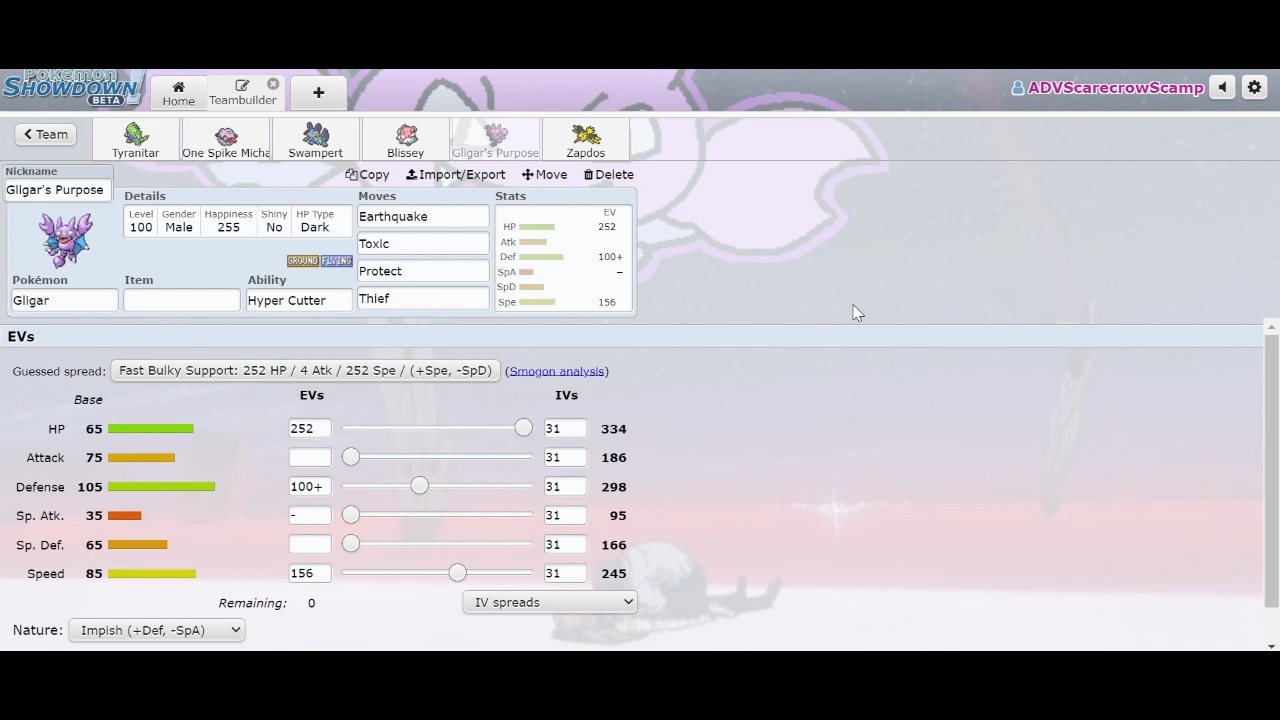 Pokémon
SHOWDOWN!
BETA
Home
Teambuilder
+
ADVScarecrowScamp
Team
Tyranitar
One Spike Micha
Swampert
Blissey
Gligar's Purpose
Zapdos
Nickname
Gligar's Purpose
Copy
Import/Export
Move
Delete
Details
Level
100
Gender
Male
Happiness
255
Shiny
No
HP Type
Dark
GROUND FLYING
Pokémon
Gligar
Item
Ability
Hyper Cutter
Moves
Earthquake
Toxic
Protect
Thief
Stats
EV
HP 252
Atk
Def 100+
SpA –
SpD
Spe 156
EVs
Guessed spread: Fast Bulky Support: 252 HP / 4 Atk / 252 Spe / (+Spe, -SpD) (Smogon analysis)
Base EVs IVs
HP 65 252 31 334
Attack 75 31 186
Defense 105 100+ 31 298
Sp. Atk. 35 - 31 95
Sp. Def. 65 31 166
Speed 85 156 31 245
Remaining: 0 IV spreads
Nature: Impish (+Def, -SpA)